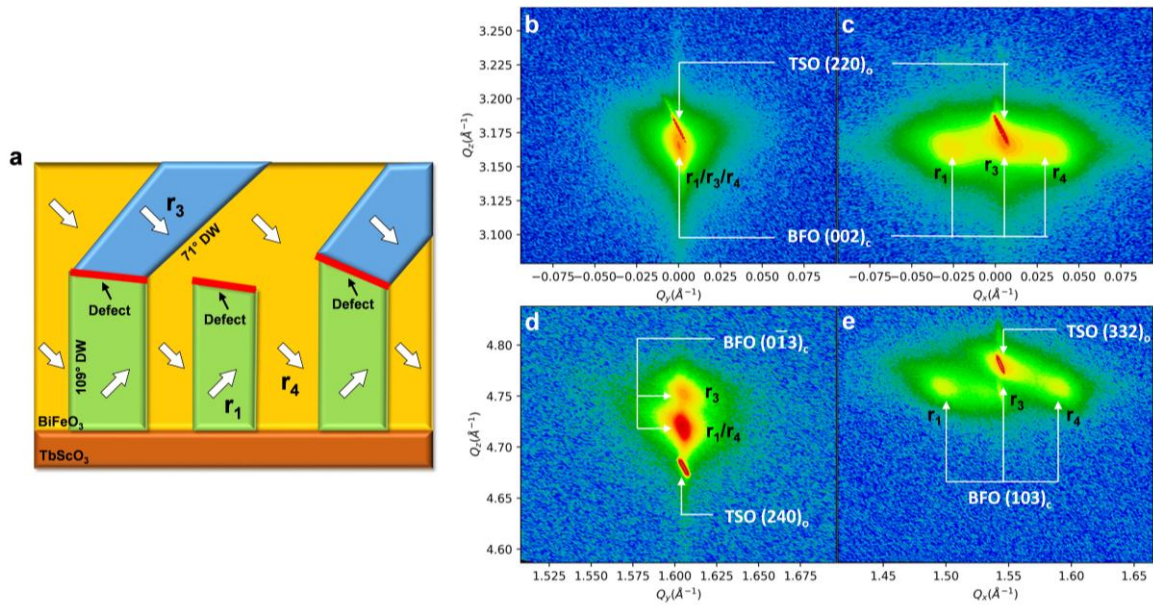 a
r₃
71° DW
Defect
Defect
Defect
109° DW
r₁
r₄
BiFeO₃
TbScO₃
b
c
TSO (220)ₒ
r₁/r₃/r₄
r₁
r₃
r₄
BFO (002)c
3.250
3.225
3.200
3.175
3.150
3.125
3.100
Qz(Å⁻¹)
−0.075 −0.050 −0.025 0.000 0.025 0.050 0.075
Qy(Å⁻¹)
−0.075 −0.050 −0.025 0.000 0.025 0.050 0.075
Qx(Å⁻¹)
d
e
BFO (01̄3)c
r₃
r₁/r₄
TSO (240)ₒ
TSO (332)ₒ
r₁
r₃
r₄
BFO (103)c
4.80
4.75
4.70
4.65
4.60
Qz(Å⁻¹)
1.525 1.550 1.575 1.600 1.625 1.650 1.675
Qy(Å⁻¹)
1.45 1.50 1.55 1.60 1.65
Qx(Å⁻¹)